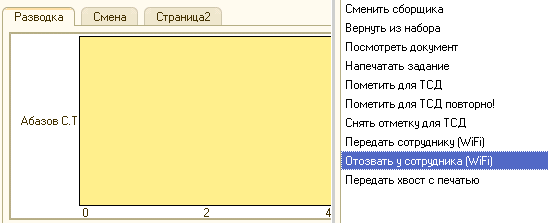 Разводка
Смена
Страница2
Абазов С.Т
0
2
4
Сменить сборщика
Вернуть из набора
Посмотреть документ
Напечатать задание
Пометить для ТСД
Пометить для ТСД повторно!
Снять отметку для ТСД
Передать сотруднику (WiFi)
Отозвать у сотрудника (WiFi)
Передать хвост с печатью